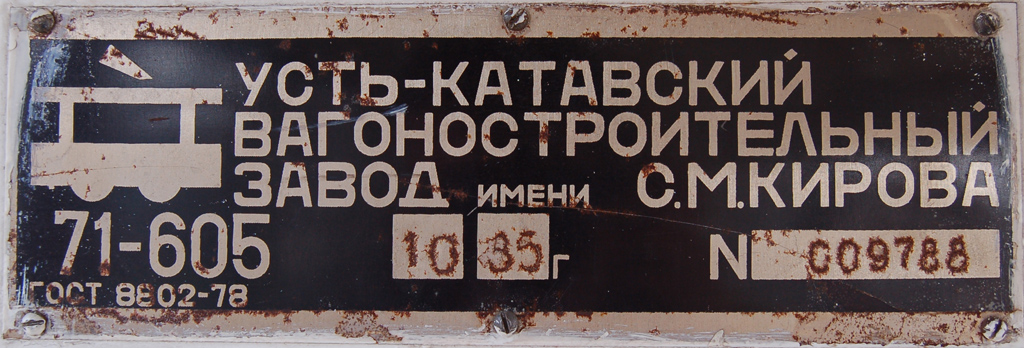 УСТЬ-КАТАВСКИЙ
ВАГОНОСТРОИТЕЛЬНЫЙ
ЗАВОД ИМЕНИ С.М.КИРОВА
71-605 10 85 г N 009788
ГОСТ 8802-78